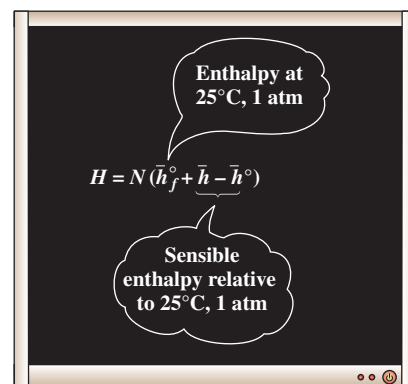 Enthalpy at
25°C, 1 atm
H = N (h̄°f + h̄ – h̄°)
Sensible
enthalpy relative
to 25°C, 1 atm